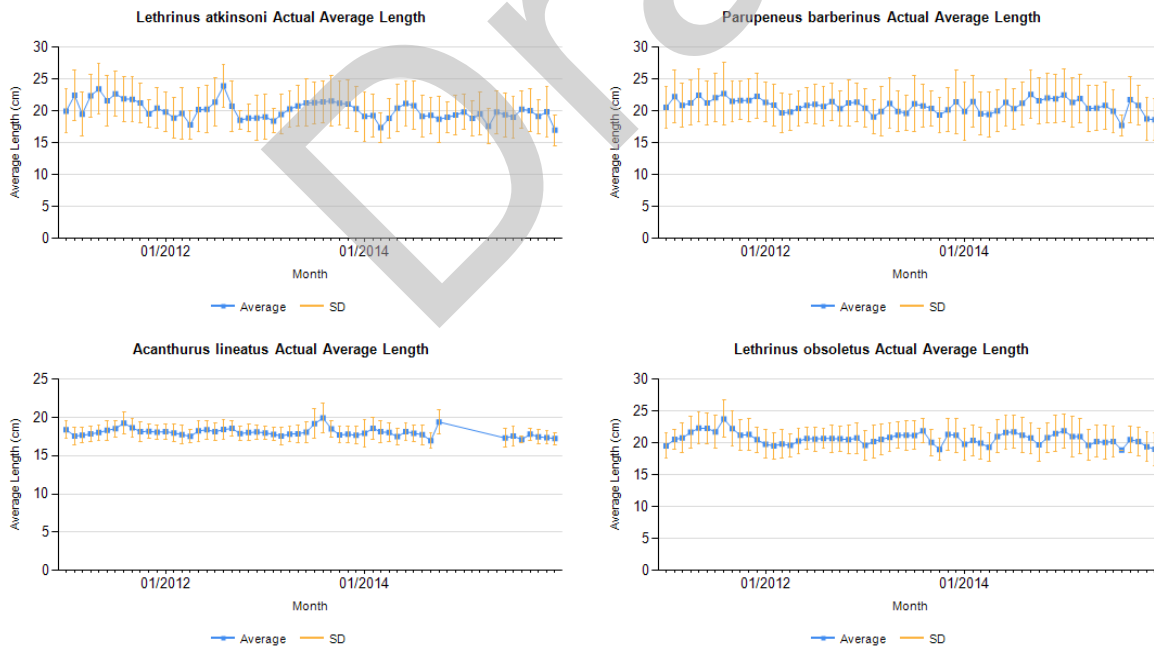 Lethrinus atkinsoni Actual Average Length
30
25
20
15
10
5
0
Average Length (cm)
01/2012 01/2014
Month
Average SD
Parupeneus barberinus Actual Average Length
30
25
20
15
10
5
0
Average Length (cm)
01/2012 01/2014
Month
Average SD
Acanthurus lineatus Actual Average Length
25
20
15
10
5
0
Average Length (cm)
01/2012 01/2014
Month
Average SD
Lethrinus obsoletus Actual Average Length
30
25
20
15
10
5
0
Average Length (cm)
01/2012 01/2014
Month
Average SD